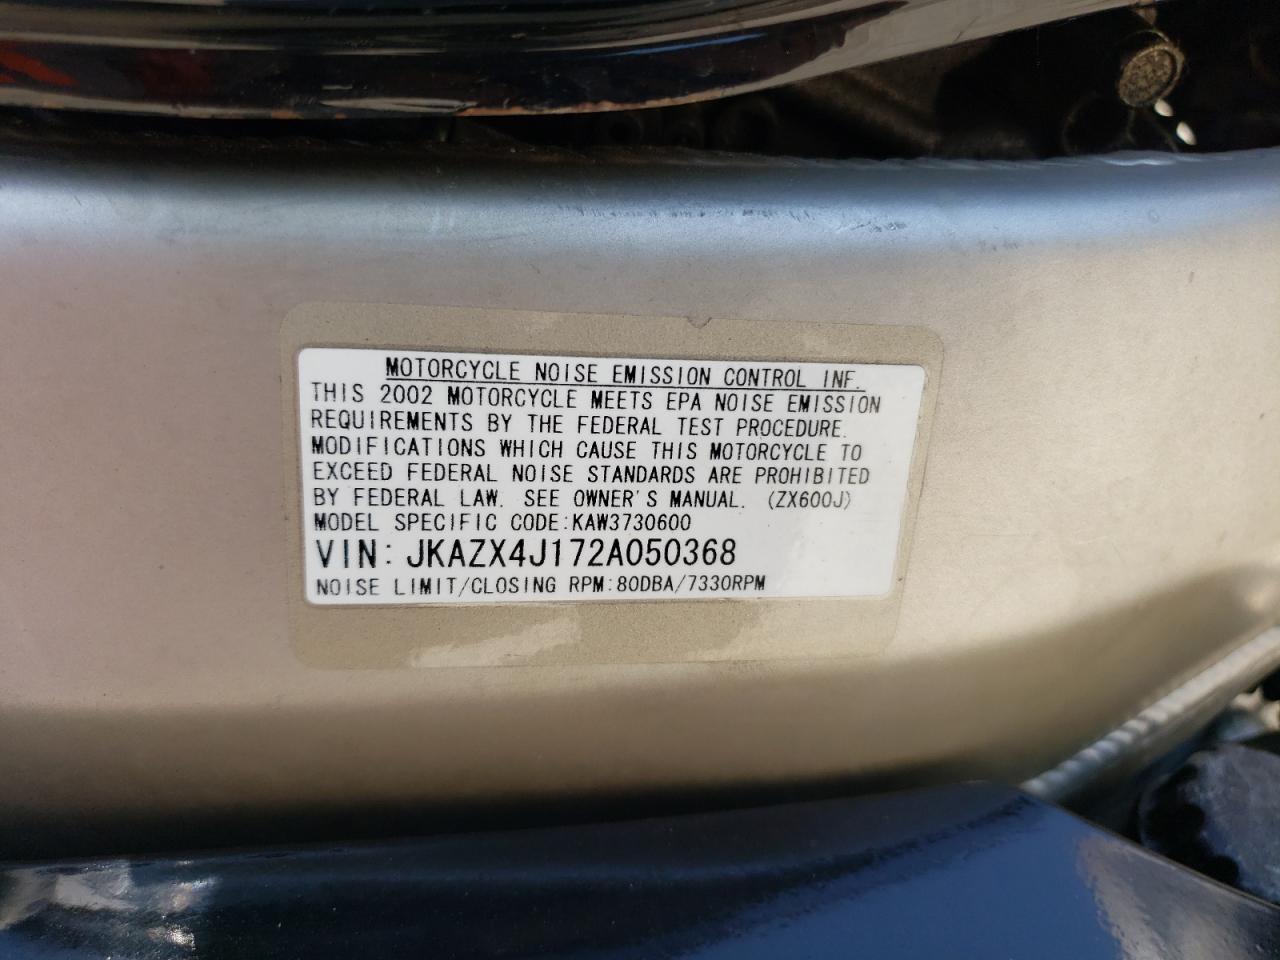 MOTORCYCLE NOISE EMISSION CONTROL INF.
THIS 2002 MOTORCYCLE MEETS EPA NOISE EMISSION
REQUIREMENTS BY THE FEDERAL TEST PROCEDURE.
MODIFICATIONS WHICH CAUSE THIS MOTORCYCLE TO
EXCEED FEDERAL NOISE STANDARDS ARE PROHIBITED
BY FEDERAL LAW. SEE OWNER'S MANUAL. (ZX600J)
MODEL SPECIFIC CODE:KAW3730600
VIN: JKAZX4J172A050368
NOISE LIMIT/CLOSING RPM:80DBA/7330RPM